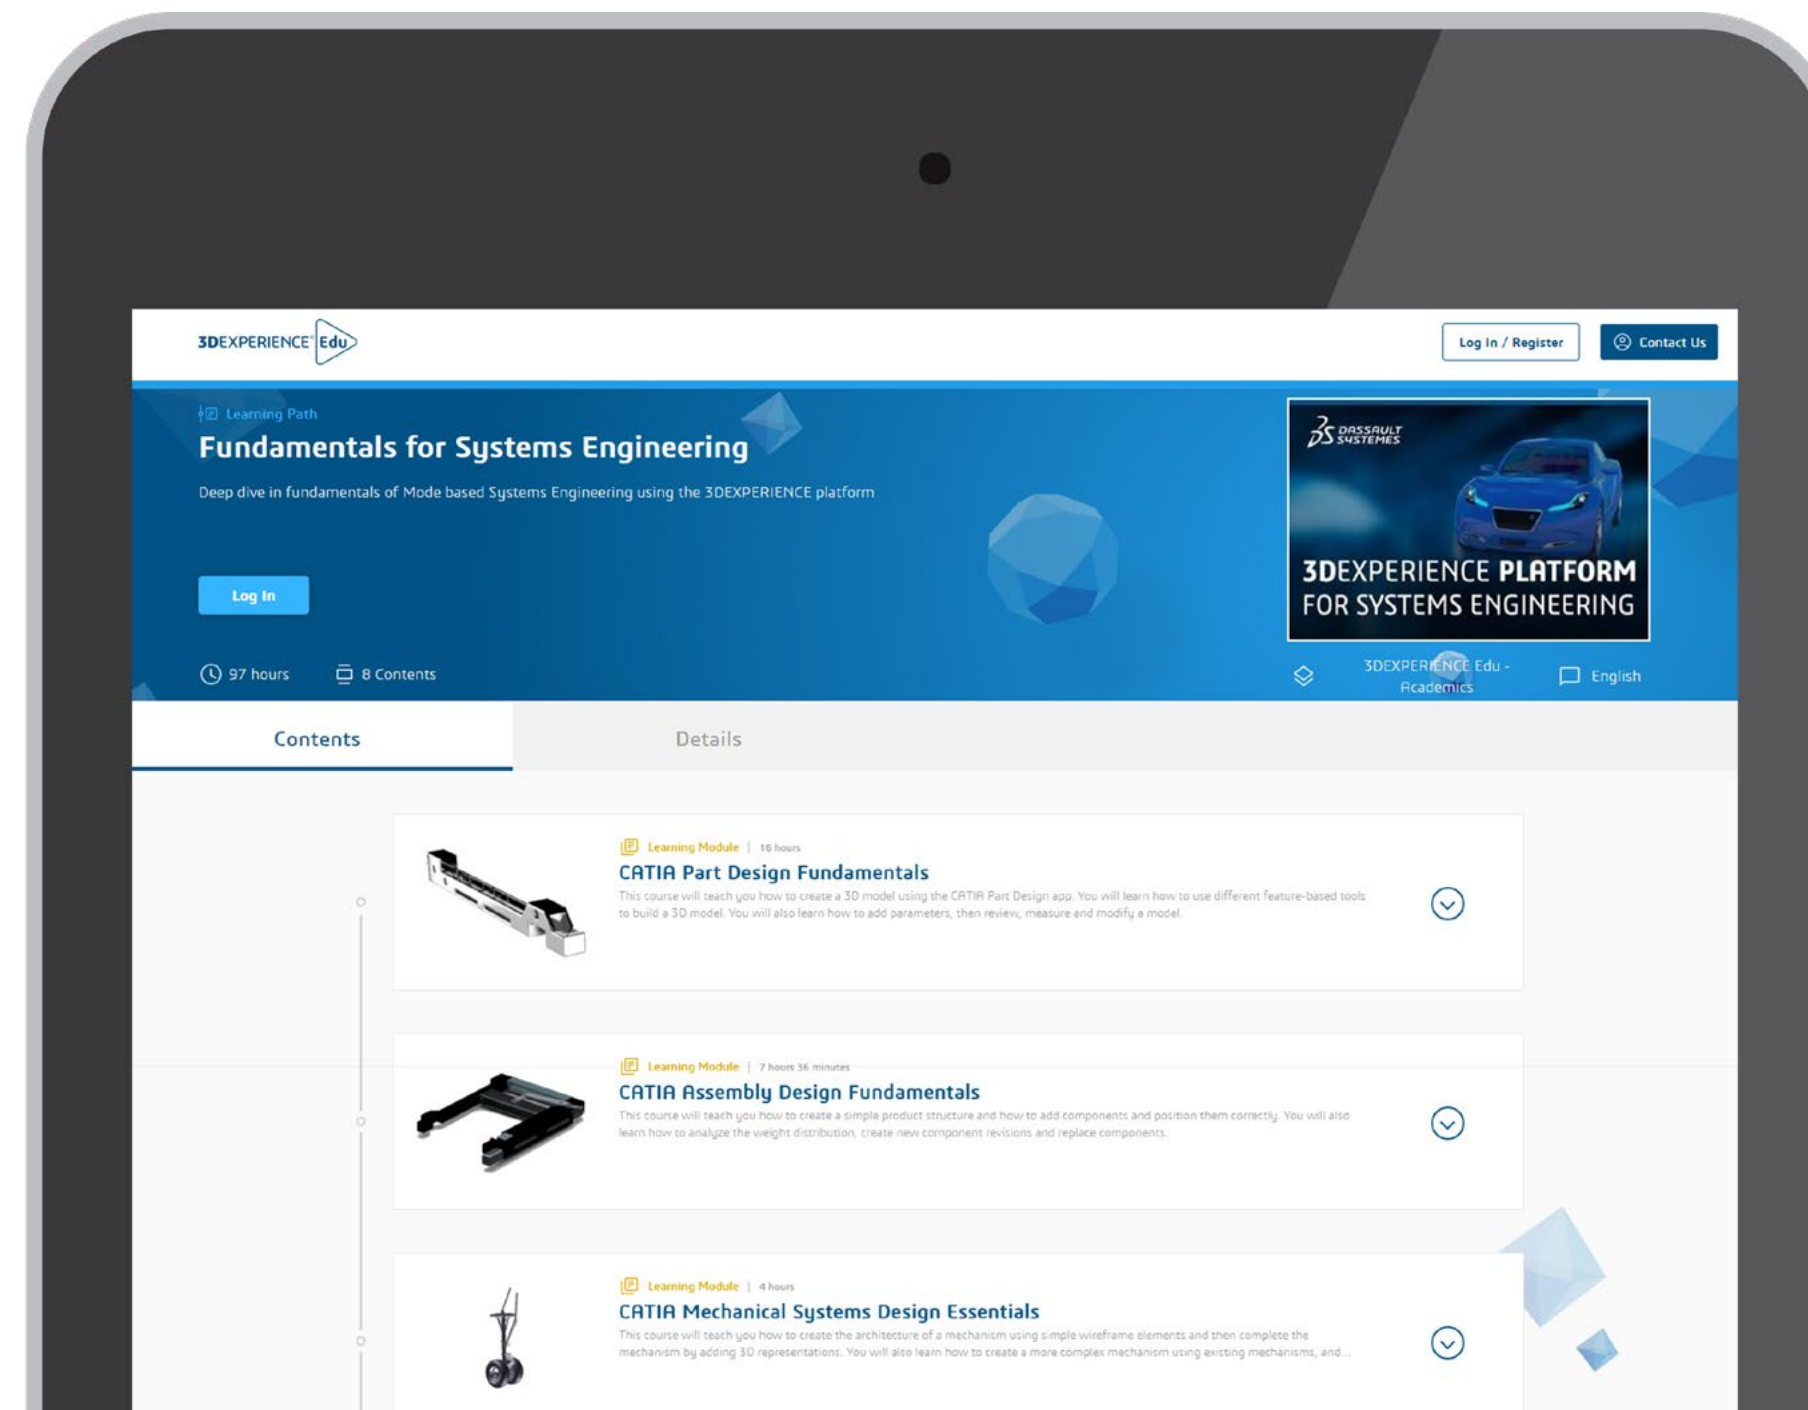 3DEXPERIENCE® Edu
Log In / Register
Contact Us
Learning Path
Fundamentals for Systems Engineering
Deep dive in fundamentals of Mode based Systems Engineering using the 3DEXPERIENCE platform
Log In
97 hours
8 Contents
DASSAULT
SYSTEMES
3DEXPERIENCE PLATFORM
FOR SYSTEMS ENGINEERING
3DEXPERIENCE Edu -
Academics
English
Contents
Details
Learning Module | 16 hours
CATIA Part Design Fundamentals
This course will teach you how to create a 3D model using the CATIA Part Design app. You will learn how to use different feature-based tools
to build a 3D model. You will also learn how to add parameters, then review, measure and modify a model.
Learning Module | 7 hours 36 minutes
CATIA Assembly Design Fundamentals
This course will teach you how to create a simple product structure and how to add components and position them correctly. You will also
learn how to analyze the weight distribution, create new component revisions and replace components.
Learning Module | 4 hours
CATIA Mechanical Systems Design Essentials
This course will teach you how to create the architecture of a mechanism using simple wireframe elements and then complete the
mechanism by adding 3D representations. You will also learn how to create a more complex mechanism using existing mechanisms, and...